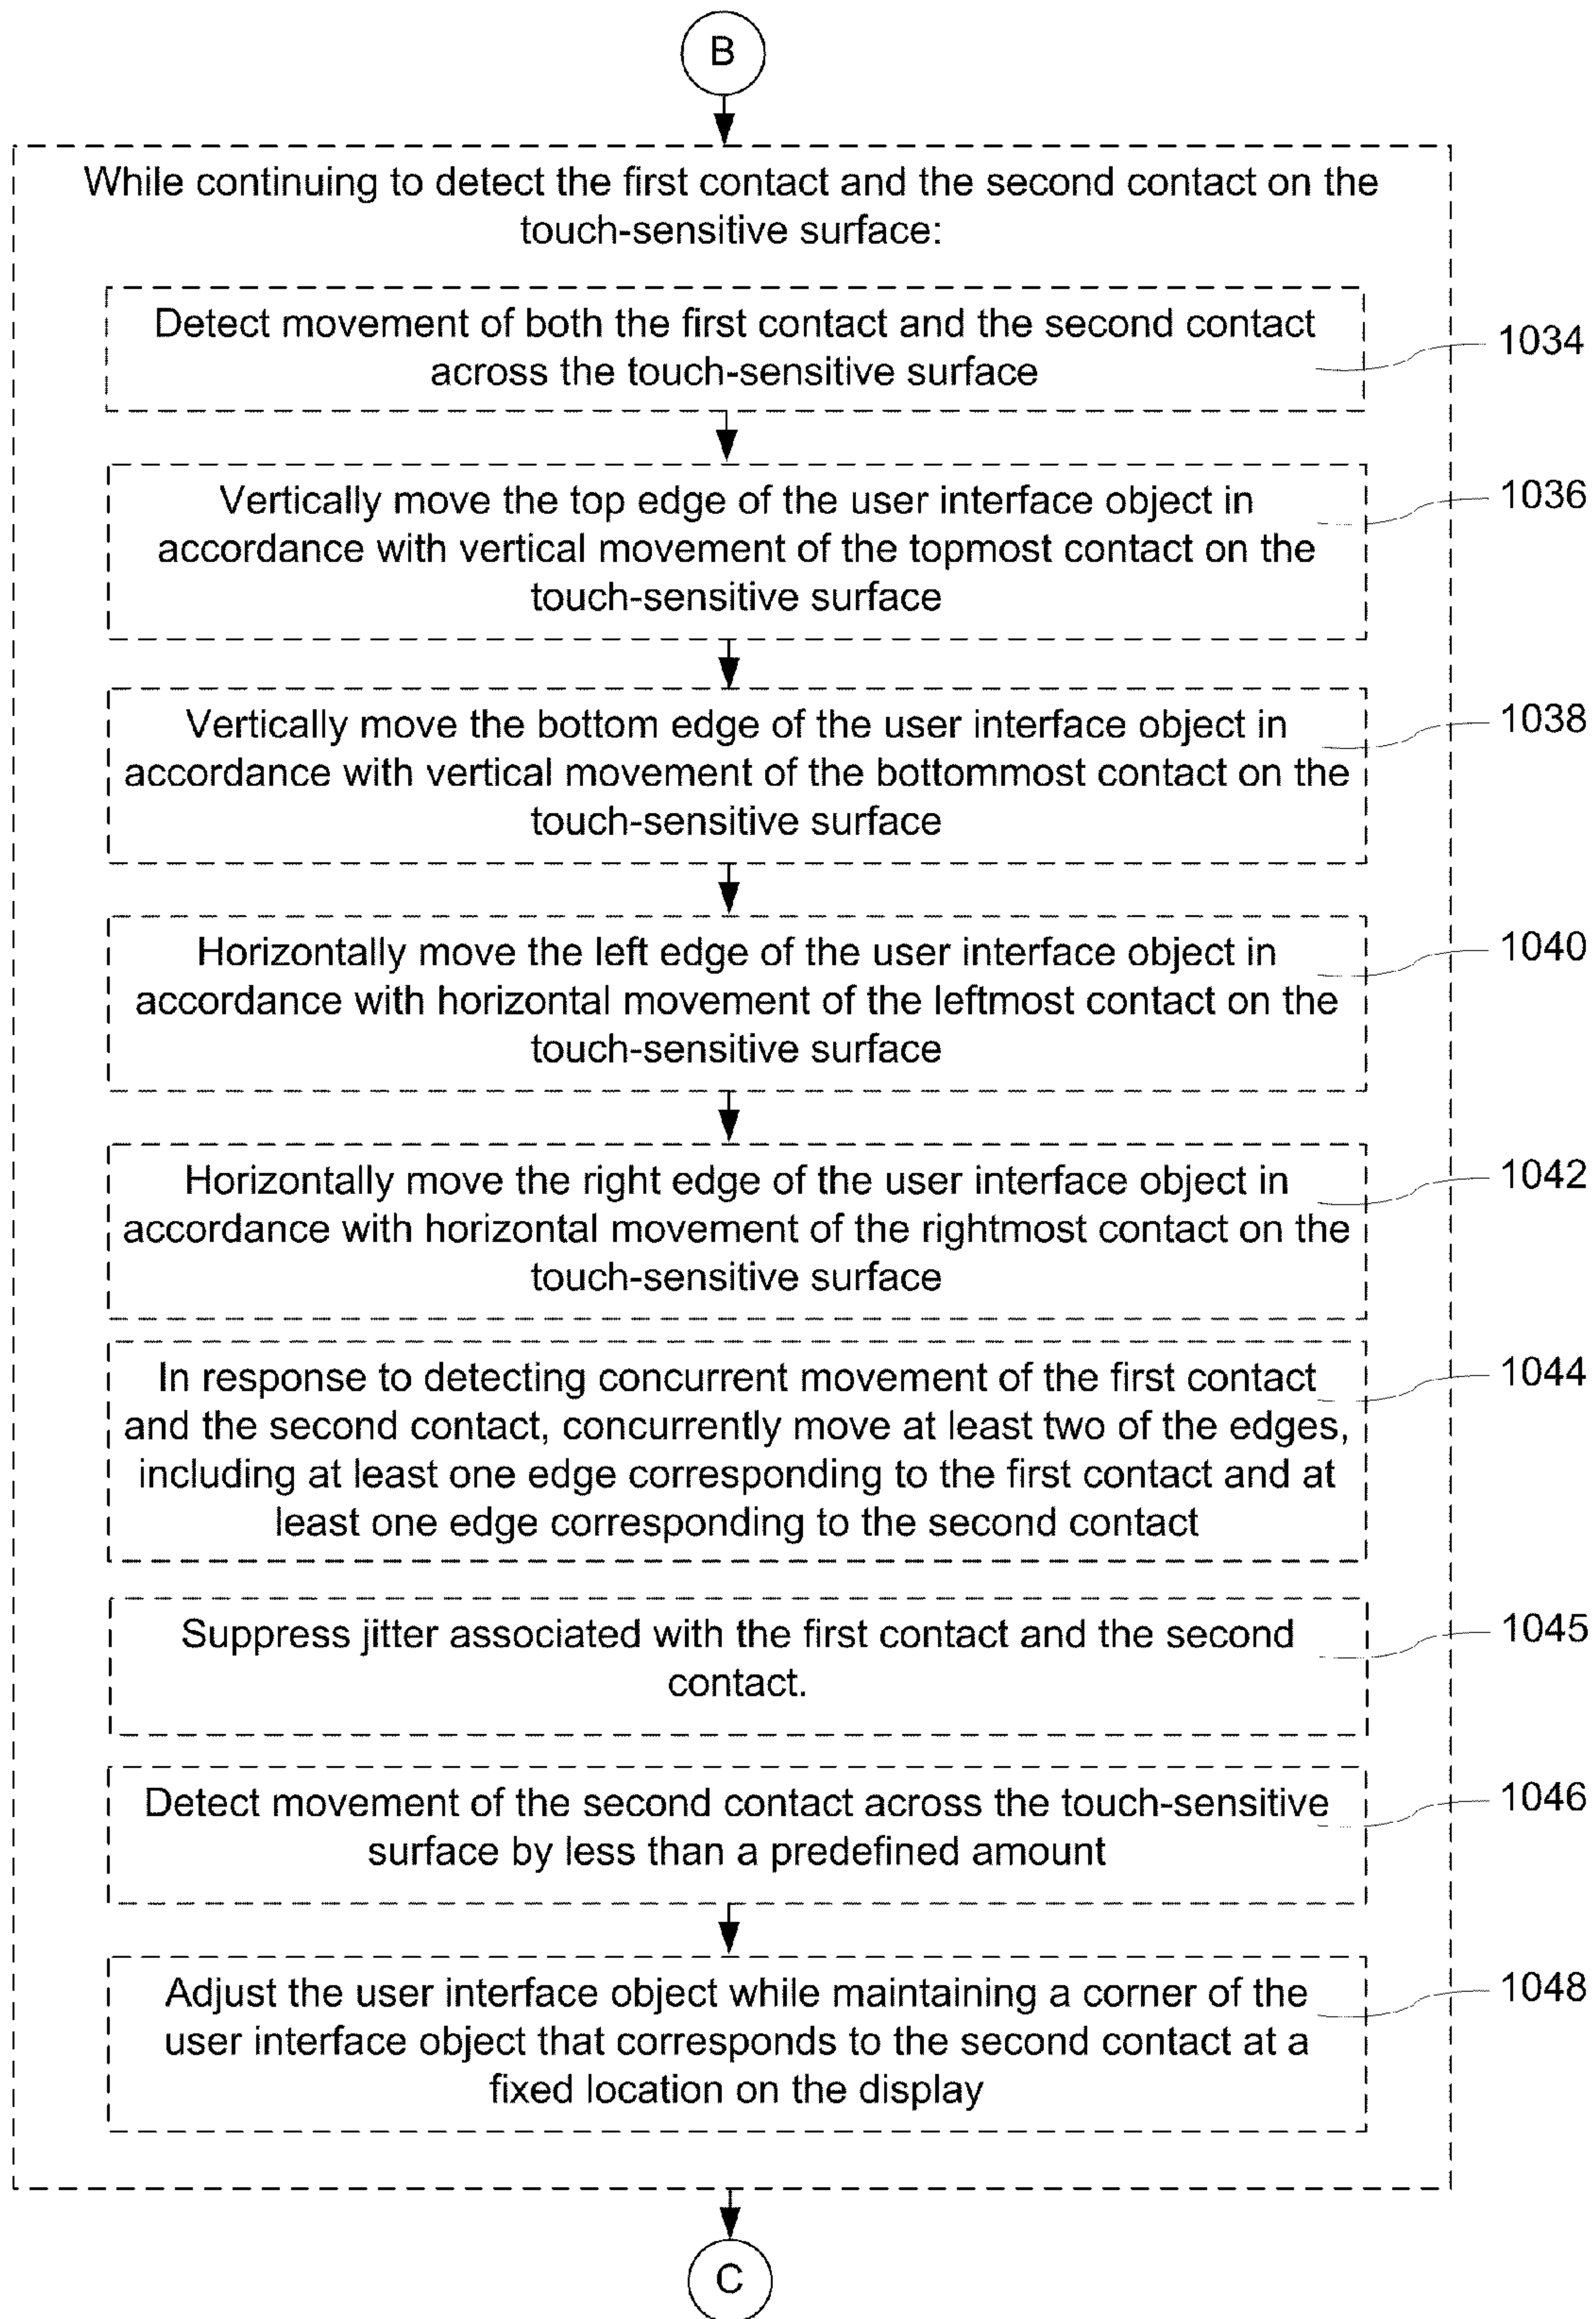 B
While continuing to detect the first contact and the second contact on the
touch-sensitive surface:
Detect movement of both the first contact and the second contact
across the touch-sensitive surface
1034
Vertically move the top edge of the user interface object in
accordance with vertical movement of the topmost contact on the
touch-sensitive surface
1036
Vertically move the bottom edge of the user interface object in
accordance with vertical movement of the bottommost contact on the
touch-sensitive surface
1038
Horizontally move the left edge of the user interface object in
accordance with horizontal movement of the leftmost contact on the
touch-sensitive surface
1040
Horizontally move the right edge of the user interface object in
accordance with horizontal movement of the rightmost contact on the
touch-sensitive surface
1042
In response to detecting concurrent movement of the first contact
and the second contact, concurrently move at least two of the edges,
including at least one edge corresponding to the first contact and at
least one edge corresponding to the second contact
1044
Suppress jitter associated with the first contact and the second
contact.
1045
Detect movement of the second contact across the touch-sensitive
surface by less than a predefined amount
1046
Adjust the user interface object while maintaining a corner of the
user interface object that corresponds to the second contact at a
fixed location on the display
1048
C